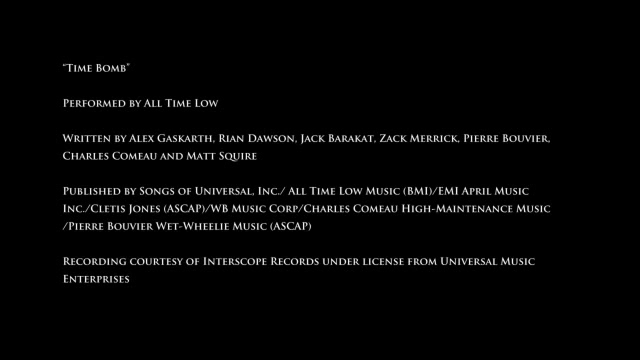 "Time Bomb"
Performed by All Time Low
Written by Alex Gaskarth, Rian Dawson, Jack Barakat, Zack Merrick, Pierre Bouvier,
Charles Comeau and Matt Squire
Published by Songs of Universal, Inc./ All Time Low Music (BMI)/EMI April Music
Inc./Cletis Jones (ASCAP)/WB Music Corp/Charles Comeau High-Maintenance Music
/Pierre Bouvier Wet-Wheelie Music (ASCAP)
Recording courtesy of Interscope Records under license from Universal Music
Enterprises